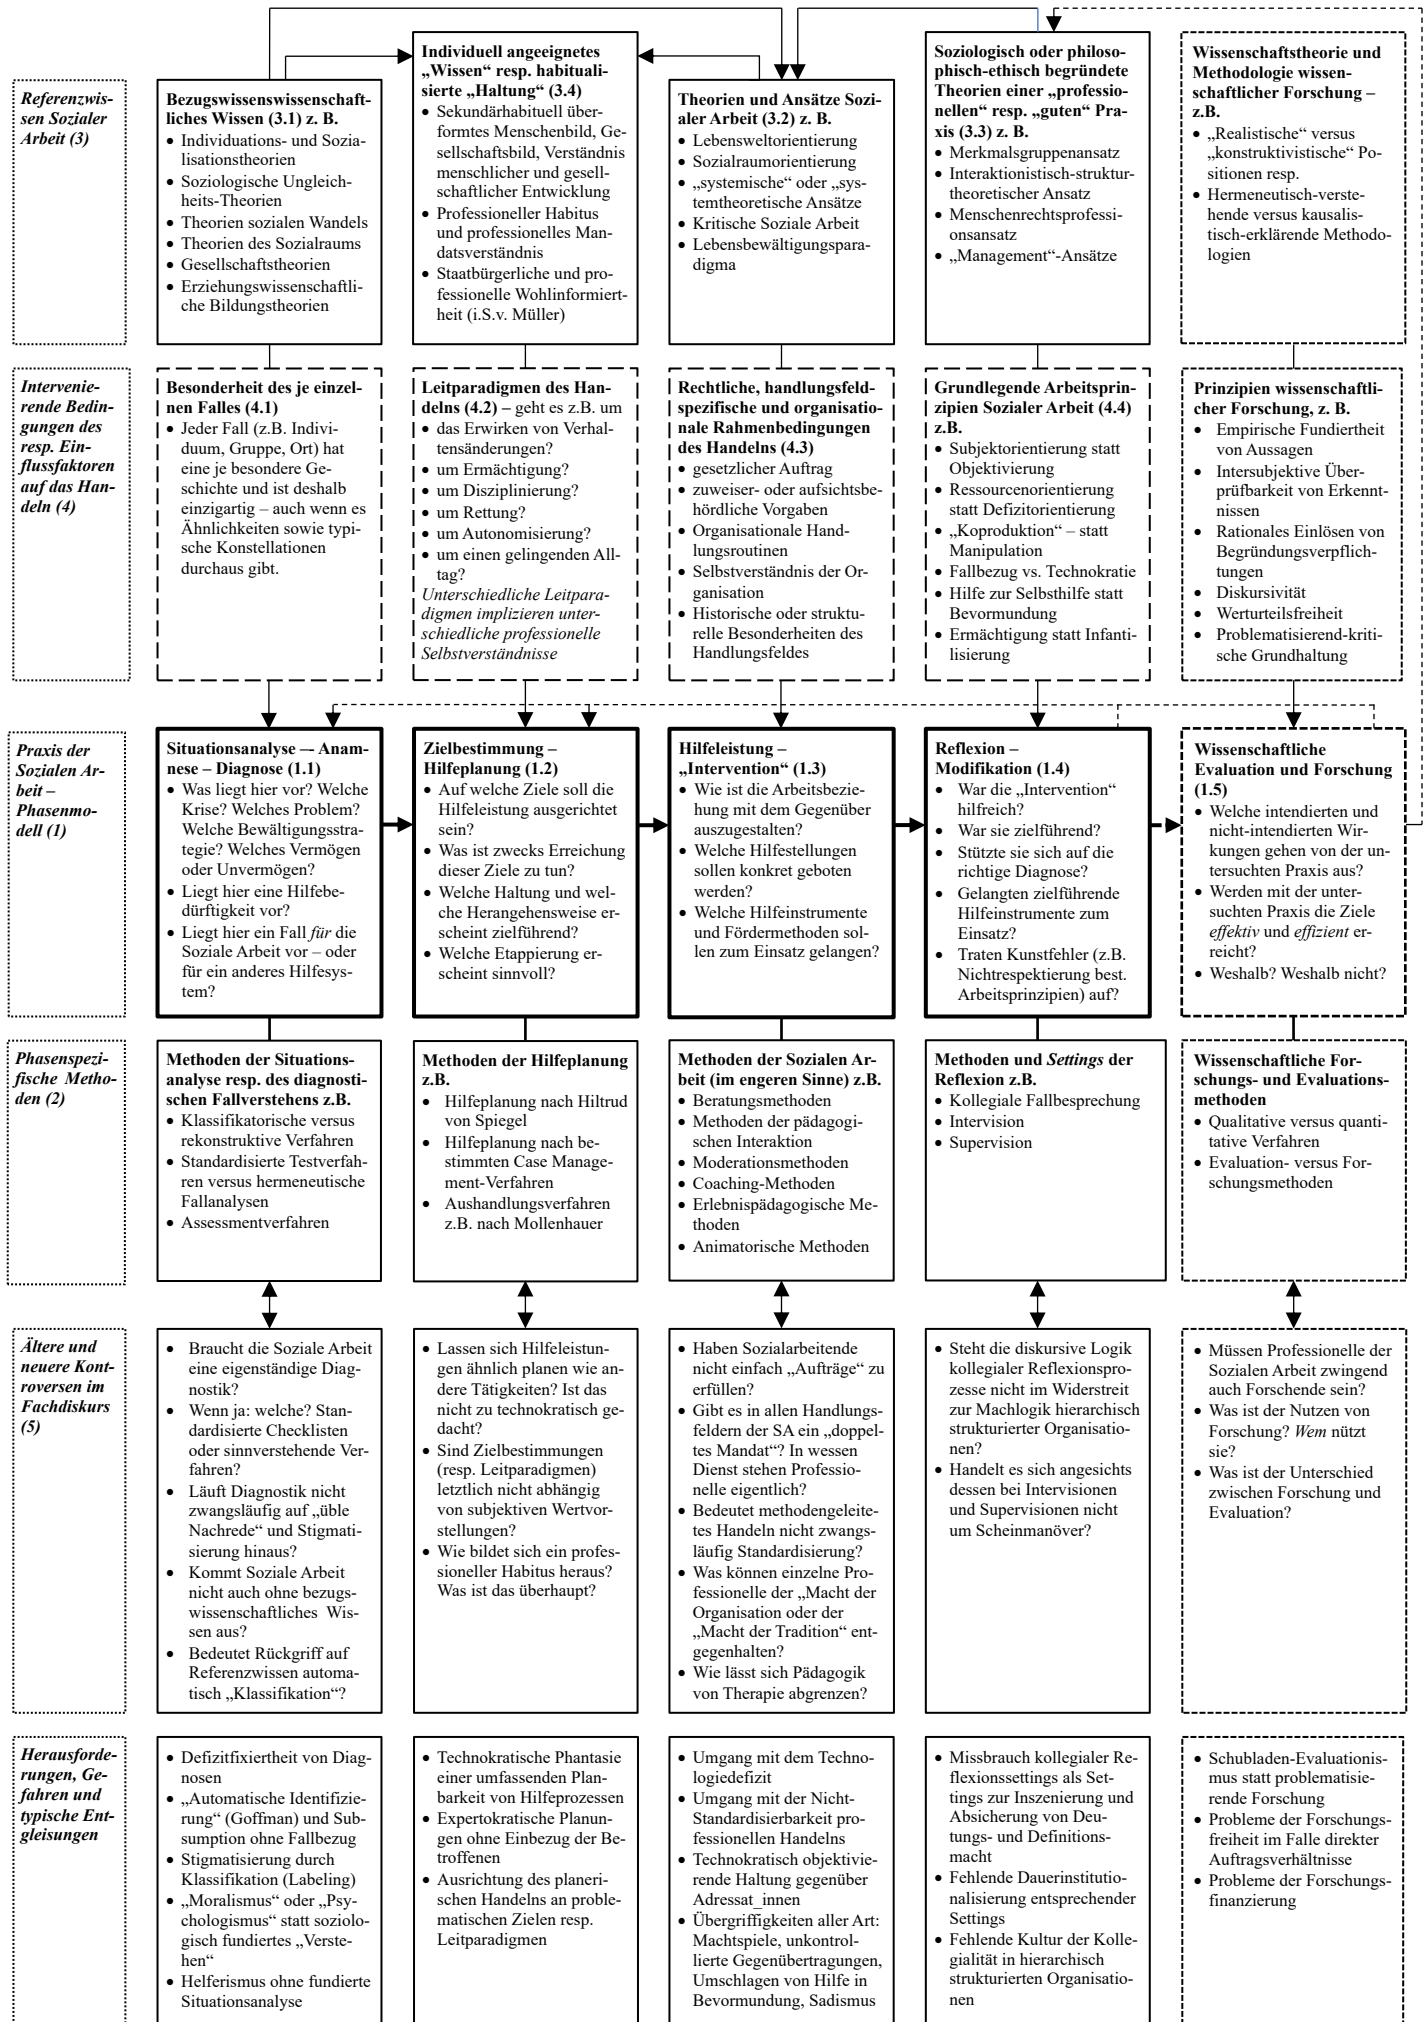 Referenzwis-
sen Sozialer
Arbeit (3)
Bezugswissenswissenschaft-
liches Wissen (3.1) z. B.
• Individuations- und Sozia-
lisationstheorien
• Soziologische Ungleich-
heits-Theorien
• Theorien sozialen Wandels
• Theorien des Sozialraums
• Gesellschaftstheorien
• Erziehungswissenschaftli-
che Bildungstheorien
Individuell angeeignetes
„Wissen“ resp. habituali-
sierte „Haltung“ (3.4)
• Sekundärhabituell über-
formtes Menschenbild, Ge-
sellschaftsbild, Verständnis
menschlicher und gesell-
schaftlicher Entwicklung
• Professioneller Habitus
und professionelles Man-
datsverständnis
• Staatbürgerliche und pro-
fessionelle Wohlinformiert-
heit (i.S.v. Müller)
Theorien und Ansätze Sozi-
aler Arbeit (3.2) z. B.
• Lebensweltorientierung
• Sozialraumorientierung
• „systemische“ oder „sys-
temtheoretische Ansätze
• Kritische Soziale Arbeit
• Lebensbewältigungspara-
digma
Soziologisch oder philoso-
phisch-ethisch begründete
Theorien einer „professio-
nellen“ resp. „guten“ Pra-
xis (3.3) z. B.
• Merkmalsgruppenansatz
• Interaktionistisch-struktur-
theoretischer Ansatz
• Menschenrechtsprofessi-
onsansatz
• „Management“-Ansätze
Wissenschaftstheorie und
Methodologie wissen-
schaftlicher Forschung –
z.B.
• „Realistische“ versus
„konstruktivistische“ Po-
sitionen resp.
• Hermeneutisch-verste-
hende versus kausalis-
tisch-erklärende Methodo-
logien
Intervenie-
rende Bedin-
gungen des
resp. Ein-
flussfaktoren
auf das Han-
deln (4)
Besonderheit des je einzel-
nen Falles (4.1)
• Jeder Fall (z.B. Indivi-
duum, Gruppe, Ort) hat
eine je besondere Ge-
schichte und ist deshalb
einzigartig – auch wenn es
Ähnlichkeiten sowie typi-
sche Konstellationen
durchaus gibt.
Leitparadigmen des Han-
delns (4.2) – geht es z.B. um
• das Erwirken von Verhal-
tensänderungen?
• um Ermächtigung?
• um Disziplinierung?
• um Rettung?
• um Autonomisierung?
• um einen gelingenden All-
tag?
Unterschiedliche Leitpara-
digmen implizieren unter-
schiedliche professionelle
Selbstverständnisse
Rechtliche, handlungsfeld-
spezifische und organisatio-
nale Rahmenbedingungen
des Handelns (4.3)
• gesetzlicher Auftrag
• zuweiser- oder aufsichtsbe-
hördliche Vorgaben
• Organisationale Hand-
lungsroutinen
• Selbstverständnis der Or-
ganisation
• Historische oder struktu-
relle Besonderheiten des
Handlungsfeldes
Grundlegende Arbeitsprin-
zipien Sozialer Arbeit (4.4)
z.B.
• Subjektorientierung statt
Objektivierung
• Ressourcenorientierung
statt Defizitorientierung
• „Koproduktion“ – statt
Manipulation
• Fallbezug vs. Technokratie
• Hilfe zur Selbsthilfe statt
Bevormundung
• Ermächtigung statt Infanti-
lisierung
Prinzipien wissenschaftli-
cher Forschung, z. B.
• Empirische Fundiertheit
von Aussagen
• Intersubjektive Über-
prüfbarkeit von Erkennt-
nissen
• Rationales Einlösen von
Begründungsverpflich-
tungen
• Diskursivität
• Werturteilsfreiheit
• Problematisierend-kriti-
sche Grundhaltung
Praxis der
Sozialen Ar-
beit –
Phasenmo-
dell (1)
Situationsanalyse –- Anam-
nese – Diagnose (1.1)
• Was liegt hier vor? Welche
Krise? Welches Problem?
Welche Bewältigungsstra-
tegie? Welches Vermögen
oder Unvermögen?
• Liegt hier eine Hilfebe-
dürftigkeit vor?
• Liegt hier ein Fall für die
Soziale Arbeit vor – oder
für ein anderes Hilfesys-
tem?
Zielbestimmung –
Hilfeplanung (1.2)
• Auf welche Ziele soll die
Hilfeleistung ausgerichtet
sein?
• Was ist zwecks Erreichung
dieser Ziele zu tun?
• Welche Haltung und wel-
che Herangehensweise er-
scheint zielführend?
• Welche Etappierung er-
scheint sinnvoll?
Hilfeleistung –
„Intervention“ (1.3)
• Wie ist die Arbeitsbezie-
hung mit dem Gegenüber
auszugestalten?
• Welche Hilfestellungen
sollen konkret geboten
werden?
• Welche Hilfeinstrumente
und Fördermethoden sol-
len zum Einsatz gelangen?
Reflexion –
Modifikation (1.4)
• War die „Intervention“
hilfreich?
• War sie zielführend?
• Stützte sie sich auf die
richtige Diagnose?
• Gelangten zielführende
Hilfeinstrumente zum
Einsatz?
• Traten Kunstfehler (z.B.
Nichtrespektierung best.
Arbeitsprinzipien) auf?
Wissenschaftliche
Evaluation und Forschung
(1.5)
• Welche intendierten und
nicht-intendierten Wir-
kungen gehen von der un-
tersuchten Praxis aus?
• Werden mit der unter-
suchten Praxis die Ziele
effektiv und effizient er-
reicht?
• Weshalb? Weshalb nicht?
Phasenspezi-
fische Metho-
den (2)
Methoden der Situations-
analyse resp. des diagnosti-
schen Fallverstehens z.B.
• Klassifikatorische versus
rekonstruktive Verfahren
• Standardisierte Testverfah-
ren versus hermeneutische
Fallanalysen
• Assessmentverfahren
Methoden der Hilfeplanung
z.B.
• Hilfeplanung nach Hiltrud
von Spiegel
• Hilfeplanung nach be-
stimmten Case Manage-
ment-Verfahren
• Aushandlungsverfahren
z.B. nach Mollenhauer
Methoden der Sozialen Ar-
beit (im engeren Sinne) z.B.
• Beratungsmethoden
• Methoden der pädagogi-
schen Interaktion
• Moderationsmethoden
• Coaching-Methoden
• Erlebnispädagogische Me-
thoden
• Animatorische Methoden
Methoden und Settings der
Reflexion z.B.
• Kollegiale Fallbesprechung
• Intervision
• Supervision
Wissenschaftliche For-
schungs- und Evaluations-
methoden
• Qualitative versus quanti-
tative Verfahren
• Evaluation- versus For-
schungsmethoden
Ältere und
neuere Kont-
roversen im
Fachdiskurs
(5)
• Braucht die Soziale Arbeit
eine eigenständige Diag-
nostik?
• Wenn ja: welche? Stan-
dardisierte Checklisten
oder sinnverstehende Ver-
fahren?
• Läuft Diagnostik nicht
zwangsläufig auf „üble
Nachrede“ und Stigmati-
sierung hinaus?
• Kommt Soziale Arbeit
nicht auch ohne bezugs-
wissenschaftliches Wis-
sen aus?
• Bedeutet Rückgriff auf
Referenzwissen automa-
tisch „Klassifikation“?
• Lassen sich Hilfeleistun-
gen ähnlich planen wie an-
dere Tätigkeiten? Ist das
nicht zu technokratisch ge-
dacht?
• Sind Zielbestimmungen
(resp. Leitparadigmen)
letztlich nicht abhängig
von subjektiven Wertvor-
stellungen?
• Wie bildet sich ein profes-
sioneller Habitus heraus?
Was ist das überhaupt?
• Haben Sozialarbeitende
nicht einfach „Aufträge“ zu
erfüllen?
• Gibt es in allen Handlungs-
feldern der SA ein „doppel-
tes Mandat“? In wessen
Dienst stehen Professio-
nelle eigentlich?
• Bedeutet methodengeleite-
tes Handeln nicht zwangs-
läufig Standardisierung?
• Was können einzelne Pro-
fessionelle der „Macht der
Organisation oder der
„Macht der Tradition“ ent-
gegenhalten?
• Wie lässt sich Pädagogik
von Therapie abgrenzen?
• Steht die diskursive Logik
kollegialer Reflexionspro-
zesse nicht im Widerstreit
zur Machlogik hierarchisch
strukturierter Organisatio-
nen?
• Handelt es sich angesichts
dessen bei Intervisionen
und Supervisionen nicht
um Scheinmanöver?
• Müssen Professionelle der
Sozialen Arbeit zwingend
auch Forschende sein?
• Was ist der Nutzen von
Forschung? Wem nützt
sie?
• Was ist der Unterschied
zwischen Forschung und
Evaluation?
Herausforde-
rungen, Ge-
fahren und
typische Ent-
gleisungen
• Defizitfixiertheit von Diag-
nosen
• „Automatische Identifizie-
rung“ (Goffman) und Sub-
sumption ohne Fallbezug
• Stigmatisierung durch
Klassifikation (Labeling)
• „Moralismus“ oder „Psy-
chologismus“ statt soziolo-
gisch fundiertes „Verste-
hen“
• Helferismus ohne fundierte
Situationsanalyse
• Technokratische Phantasie
einer umfassenden Plan-
barkeit von Hilfeprozessen
• Expertokratische Planun-
gen ohne Einbezug der Be-
troffenen
• Ausrichtung des planeri-
schen Handelns an proble-
matischen Zielen resp.
Leitparadigmen
• Umgang mit dem Techno-
logiedefizit
• Umgang mit der Nicht-
Standardisierbarkeit pro-
fessionellen Handelns
• Technokratisch objektivie-
rende Haltung gegenüber
Adressat_innen
• Übergriffigkeiten aller Art:
Machtspiele, unkontrol-
lierte Gegenübertragungen,
Umschlagen von Hilfe in
Bevormundung, Sadismus
• Missbrauch kollegialer Re-
flexionssettings als Set-
tings zur Inszenierung und
Absicherung von Deu-
tungs- und Definitions-
macht
• Fehlende Dauerinstitutio-
nalisierung entsprechender
Settings
• Fehlende Kultur der Kolle-
gialität in hierarchisch
strukturierten Organisatio-
nen
• Schubladen-Evaluationis-
mus statt problematisie-
rende Forschung
• Probleme der Forschungs-
freiheit im Falle direkter
Auftragsverhältnisse
• Probleme der Forschungs-
finanzierung